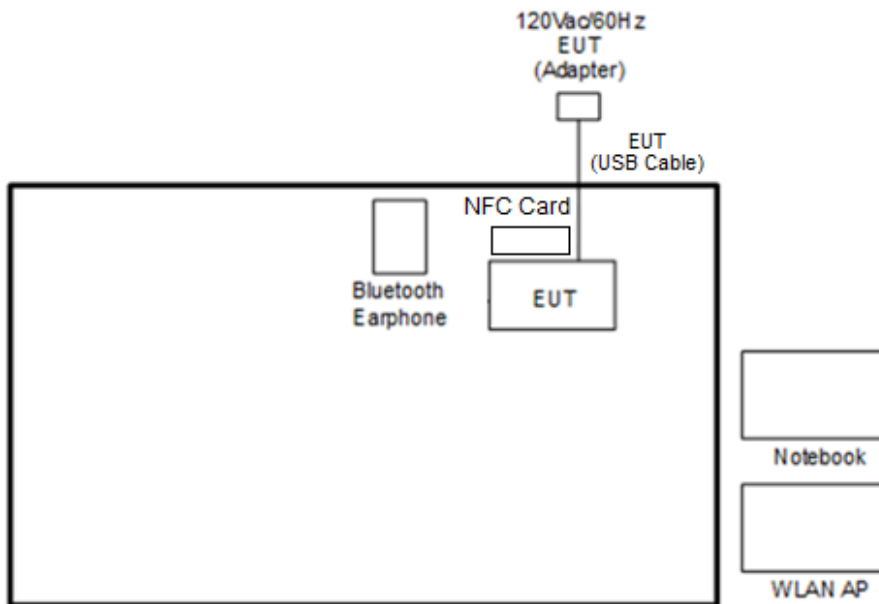 120Vac/60Hz
EUT
(Adapter)
EUT
(USB Cable)
NFC Card
Bluetooth
Earphone
EUT
Notebook
WLAN AP